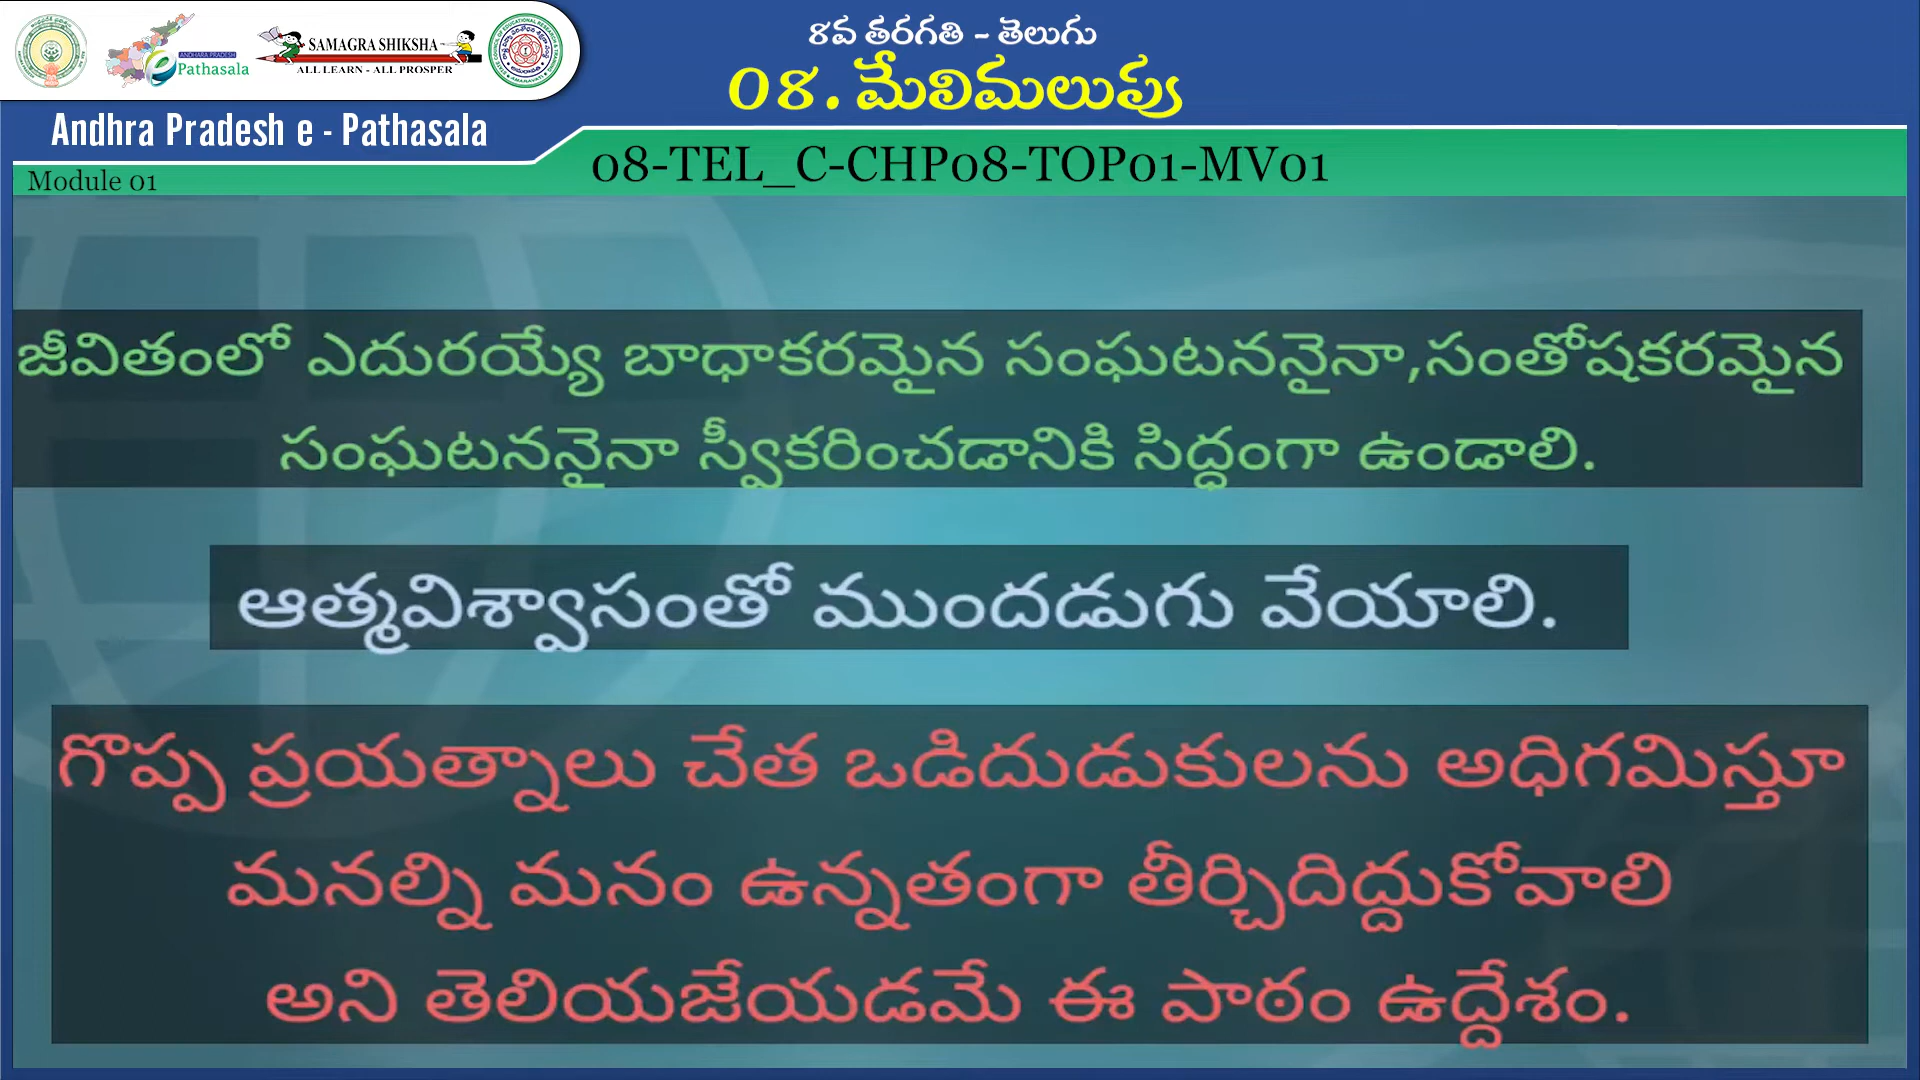 ANDHARA PRADESH
e Pathasala
SAMAGRA SHIKSHA
ALL LEARN - ALL PROSPER
Andhra Pradesh e - Pathasala
8వ తరగతి – తెలుగు
08. మేలిమలుపు
Module 01
08-TEL_C-CHP08-TOP01-MV01
జీవితంలో ఎదురయ్యే బాధాకరమైన సంఘటననైనా,సంతోషకరమైన
సంఘటననైనా స్వీకరించడానికి సిద్ధంగా ఉండాలి.
ఆత్మవిశ్వాసంతో ముందడుగు వేయాలి.
గొప్ప ప్రయత్నాలు చేత ఒడిదుడుకులను అధిగమిస్తూ
మనల్ని మనం ఉన్నతంగా తీర్చిదిద్దుకోవాలి
అని తెలియజేయడమే ఈ పాఠం ఉద్దేశం.